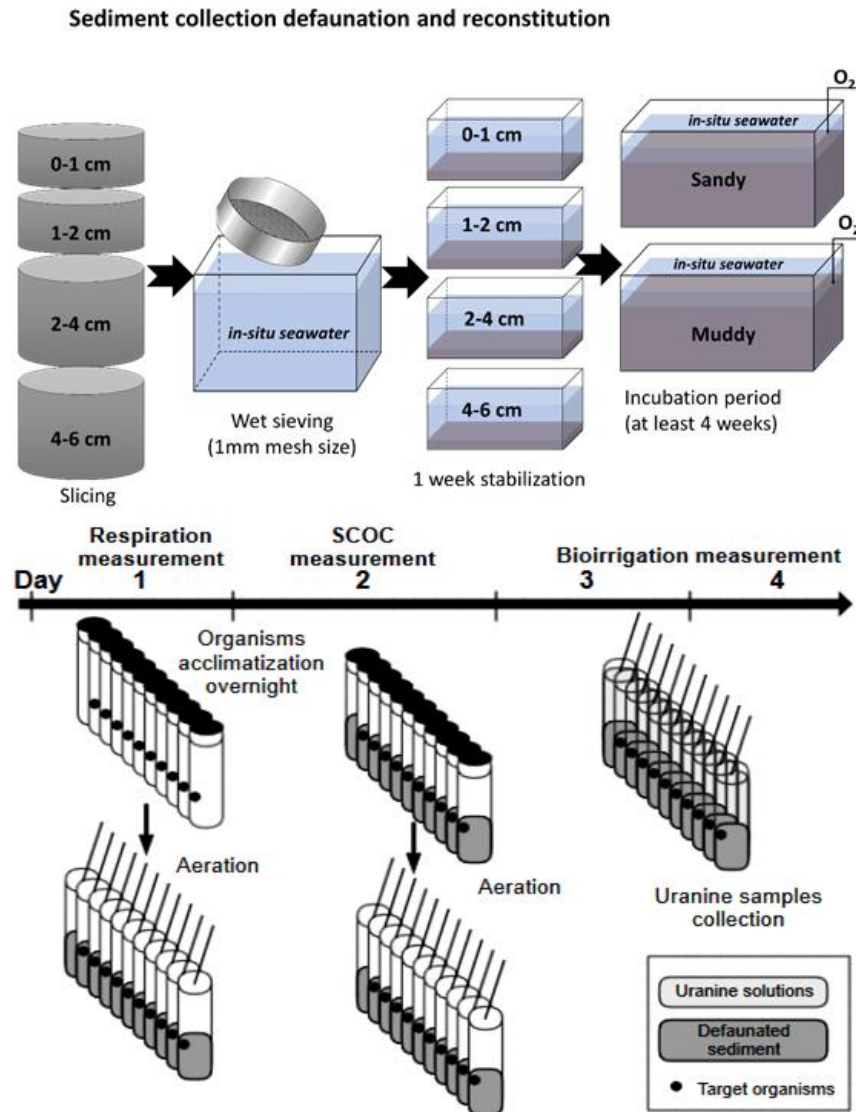 Sediment collection defaunation and reconstitution
O2
0-1 cm
1-2 cm
2-4 cm
4-6 cm
Slicing
in-situ seawater
Wet sieving
(1mm mesh size)
0-1 cm
1-2 cm
2-4 cm
4-6 cm
1 week stabilization
in-situ seawater
Sandy
O2
in-situ seawater
Muddy
Incubation period
(at least 4 weeks)
Respiration
measurement
SCOC
measurement
Bioirrigation measurement
Day 1 2 3 4
Organisms
acclimatization
overnight
Aeration
Aeration
Uranine samples
collection
Uranine solutions
Defaunated
sediment
Target organisms